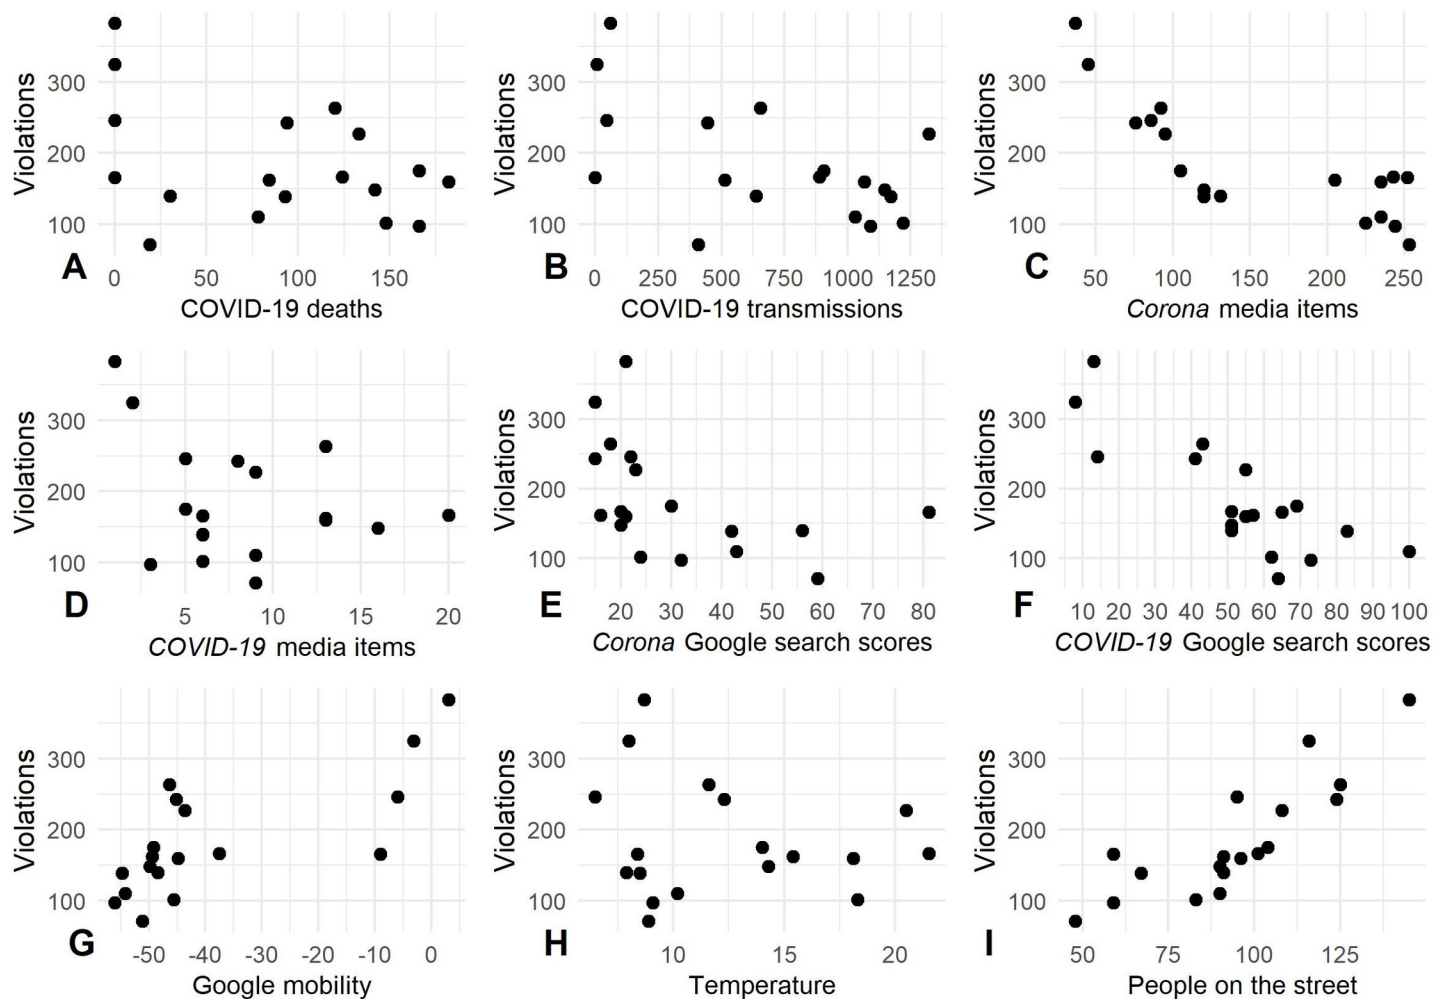 Violations
300
200
100
A
0 50 100 150
COVID-19 deaths
Violations
300
200
100
B
0 250 500 750 1000 1250
COVID-19 transmissions
Violations
300
200
100
C
50 100 150 200 250
Corona media items
Violations
300
200
100
D
5 10 15 20
COVID-19 media items
Violations
300
200
100
E
20 30 40 50 60 70 80
Corona Google search scores
Violations
300
200
100
F
10 20 30 40 50 60 70 80 90 100
COVID-19 Google search scores
Violations
300
200
100
G
-50 -40 -30 -20 -10 0
Google mobility
Violations
300
200
100
H
10 15 20
Temperature
Violations
300
200
100
I
50 75 100 125
People on the street